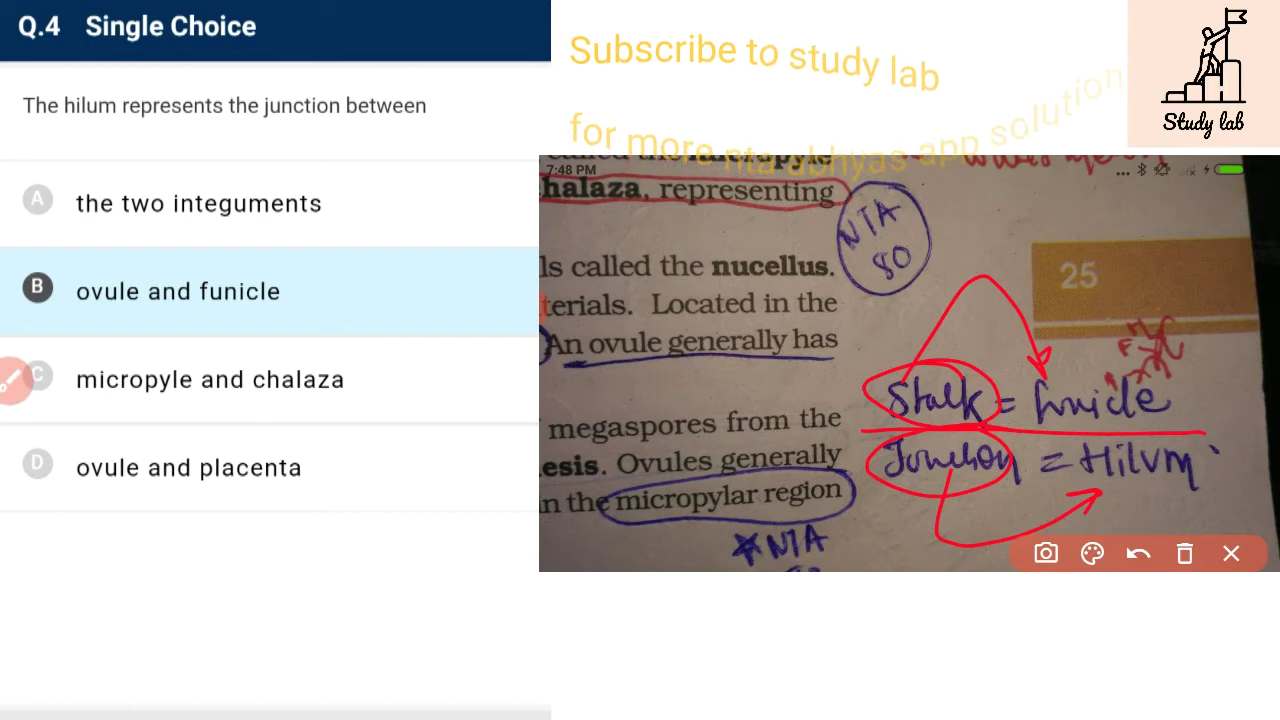 Q.4 Single Choice
The hilum represents the junction between
A the two integuments
B ovule and funicle
C micropyle and chalaza
D ovule and placenta
Subscribe to study lab
for more nta abhyas app solution
Study lab
7:48 PM
halaza, representing
NTA
80
ls called the nucellus.
terials. Located in the
An ovule generally has
25
megaspores from the
esis. Ovules generally
n the micropylar region
*NTA
Stalk = funicle
Junction = Hilum